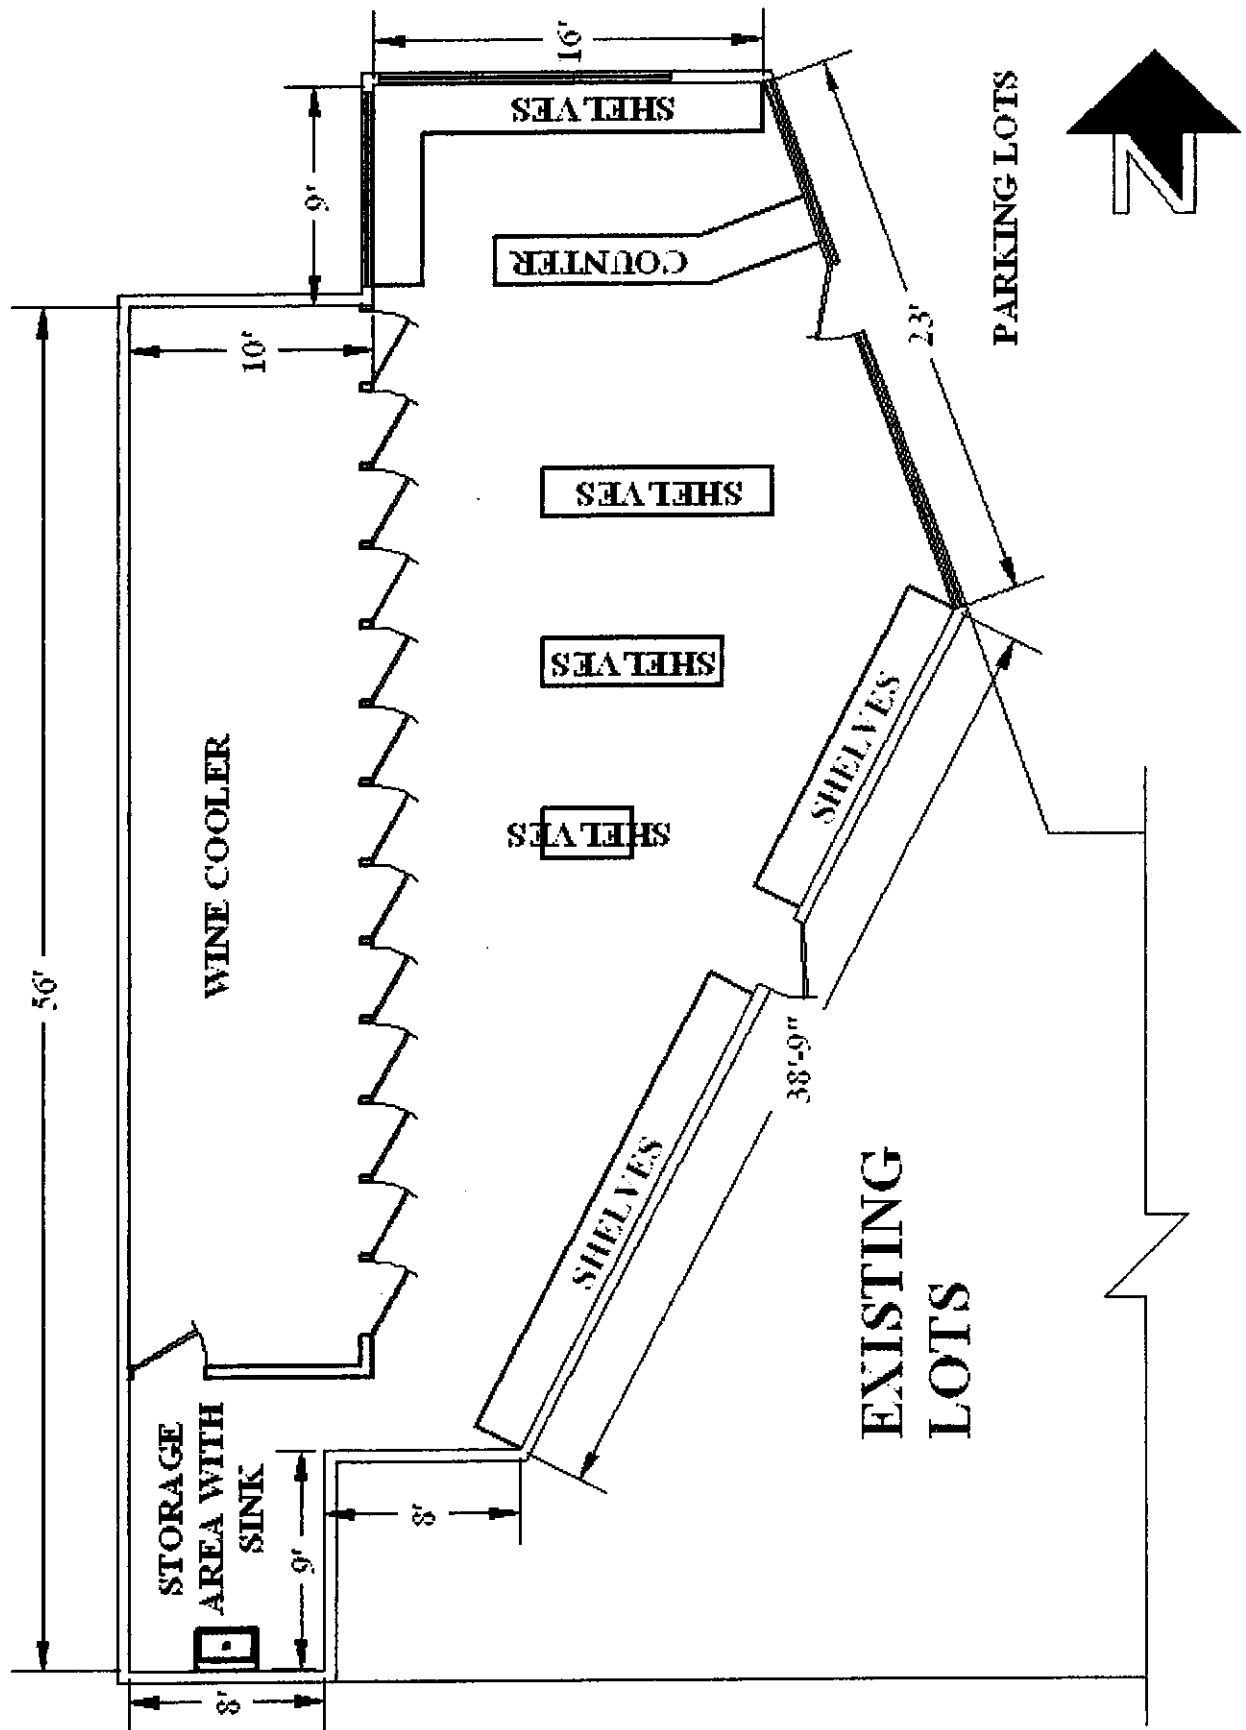 56'
WINE COOLER
10'
9'
16'
SHELVES
COUNTER
SHELVES
SHELVES
SHELVES
SHELVES
SHELVES
STORAGE
AREA WITH
SINK
8'
9'
8'
38'-9"
23'
PARKING LOTS
EXISTING
LOTS
N